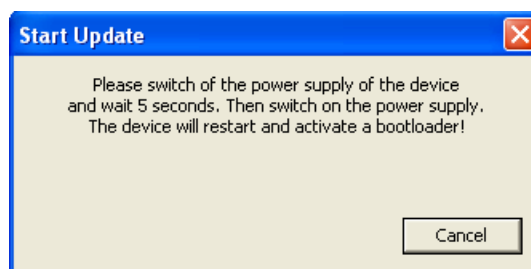 Start Update
Please switch of the power supply of the device
and wait 5 seconds. Then switch on the power supply.
The device will restart and activate a bootloader!
Cancel